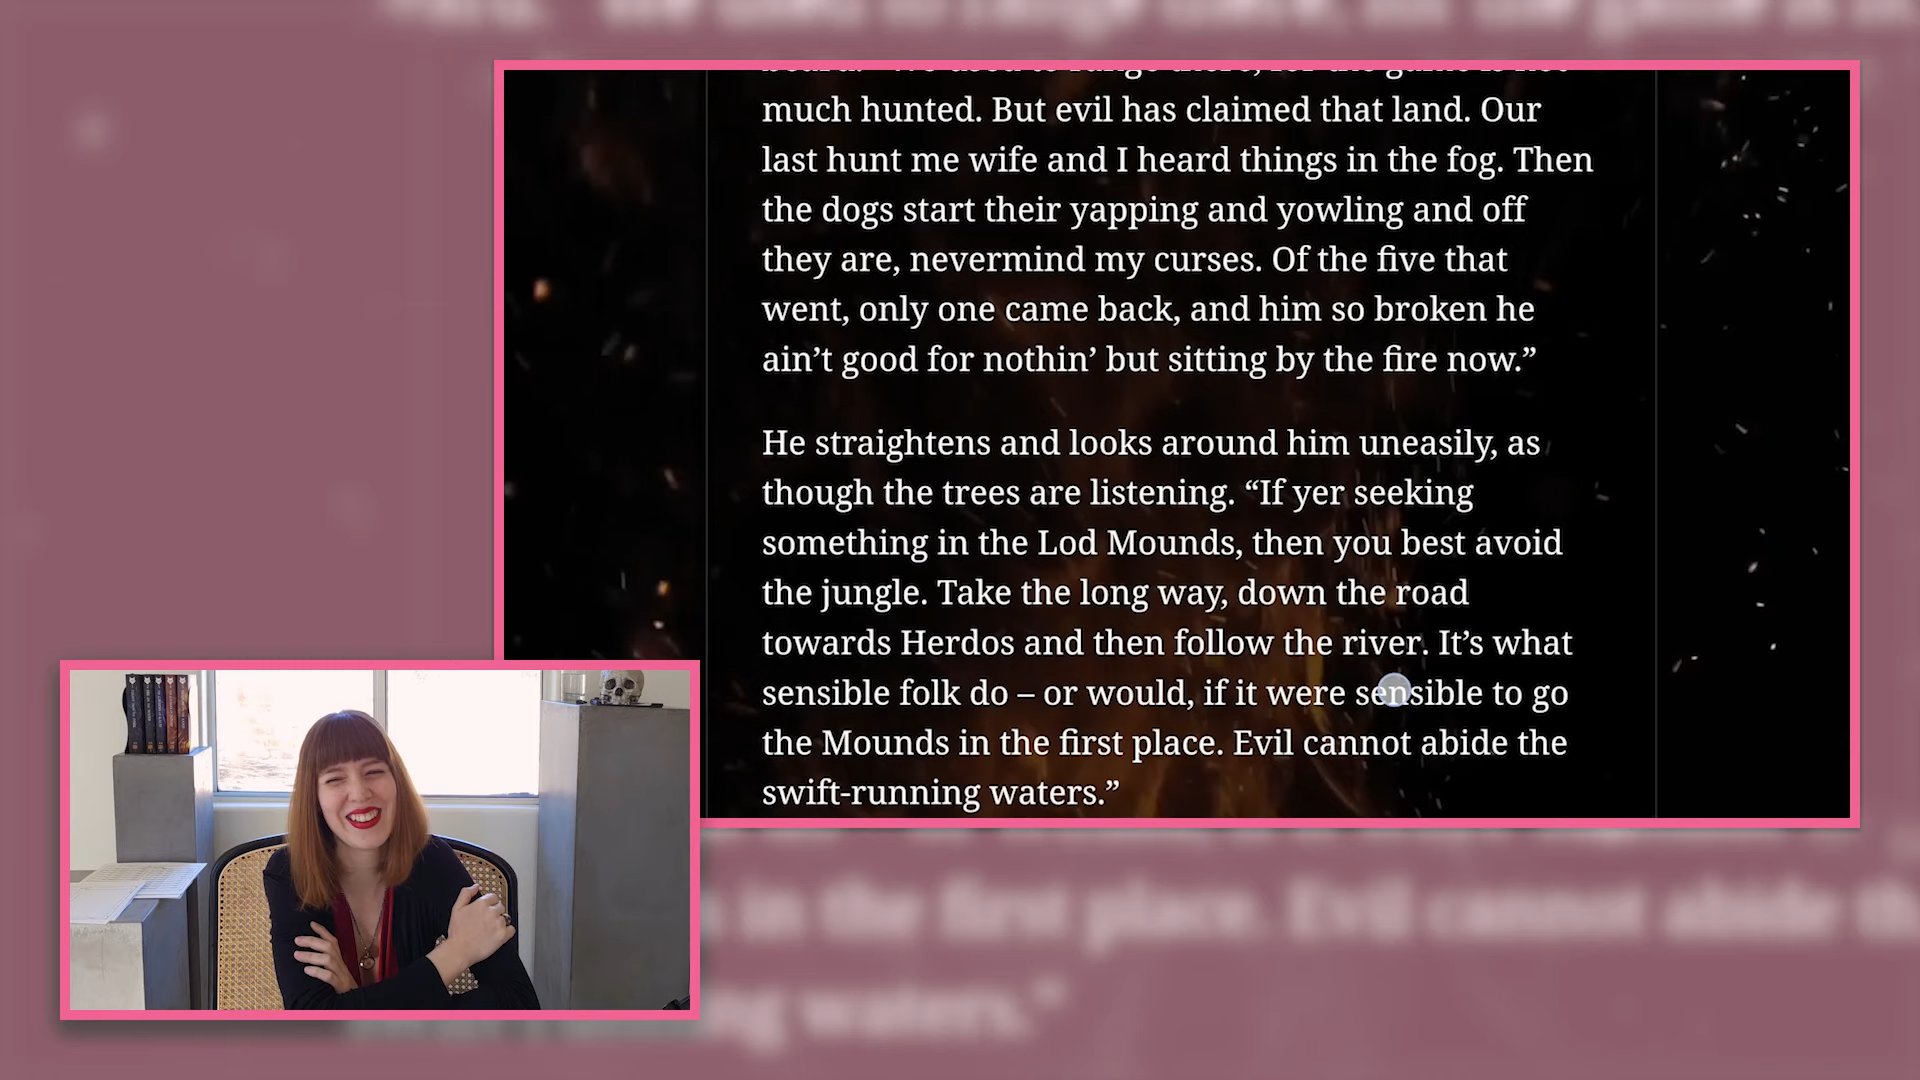 much hunted. But evil has claimed that land. Our
last hunt me wife and I heard things in the fog. Then
the dogs start their yapping and yowling and off
they are, nevermind my curses. Of the five that
went, only one came back, and him so broken he
ain’t good for nothin’ but sitting by the fire now.”
He straightens and looks around him uneasily, as
though the trees are listening. “If yer seeking
something in the Lod Mounds, then you best avoid
the jungle. Take the long way, down the road
towards Herdos and then follow the river. It’s what
sensible folk do – or would, if it were sensible to go
the Mounds in the first place. Evil cannot abide the
swift-running waters.”